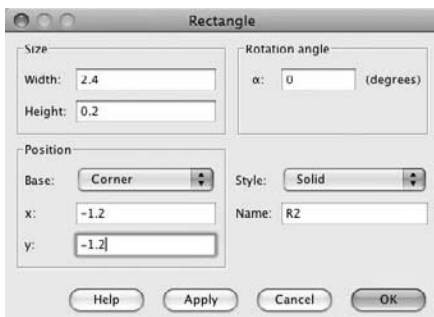 Rectangle
Size
Width: 2.4
Height: 0.2
Rotation angle
α: 0 (degrees)
Position
Base: Corner
x: -1.2
y: -1.2
Style: Solid
Name: R2
Help Apply Cancel OK